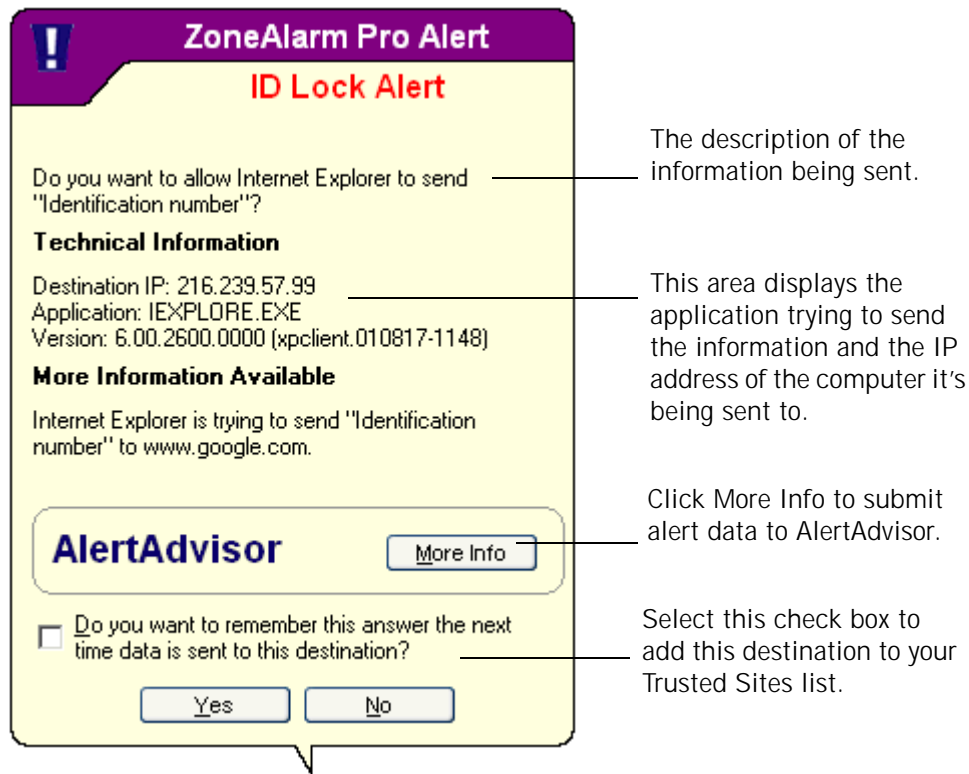 ZoneAlarm Pro Alert
ID Lock Alert
Do you want to allow Internet Explorer to send
"Identification number"?
Technical Information
Destination IP: 216.239.57.99
Application: IEXPLORE.EXE
Version: 6.00.2600.0000 (xpclient.010817-1148)
More Information Available
Internet Explorer is trying to send "Identification
number" to www.google.com.
AlertAdvisor
More Info
Do you want to remember this answer the next
time data is sent to this destination?
Yes
No
The description of the
information being sent.
This area displays the
application trying to send
the information and the IP
address of the computer it's
being sent to.
Click More Info to submit
alert data to AlertAdvisor.
Select this check box to
add this destination to your
Trusted Sites list.